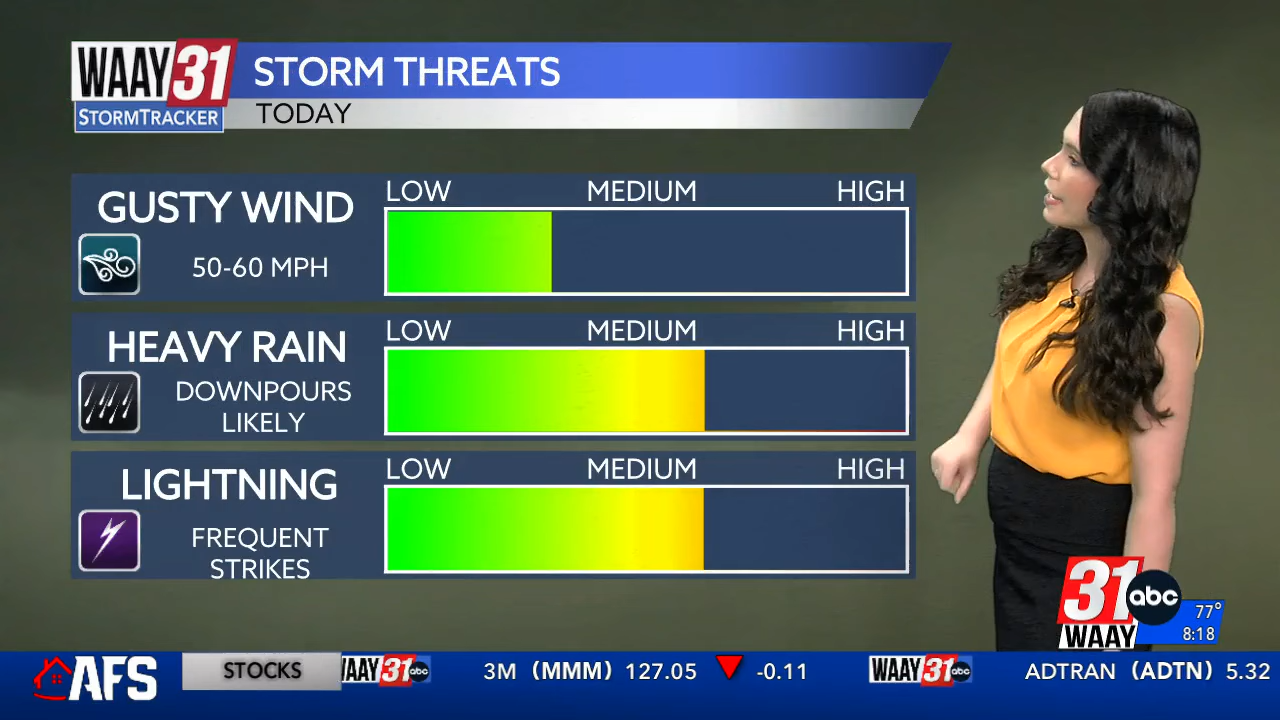 WAAY 31
STORMTRACKER
STORM THREATS
TODAY
GUSTY WIND
50-60 MPH
LOW MEDIUM HIGH
HEAVY RAIN
DOWNPOURS
LIKELY
LOW MEDIUM HIGH
LIGHTNING
FREQUENT
STRIKES
LOW MEDIUM HIGH
31 abc
WAAY
77°
8:18
AFS STOCKS WAAY 31 abc 3M (MMM) 127.05 -0.11 WAAY 31 abc ADTRAN (ADTN) 5.32